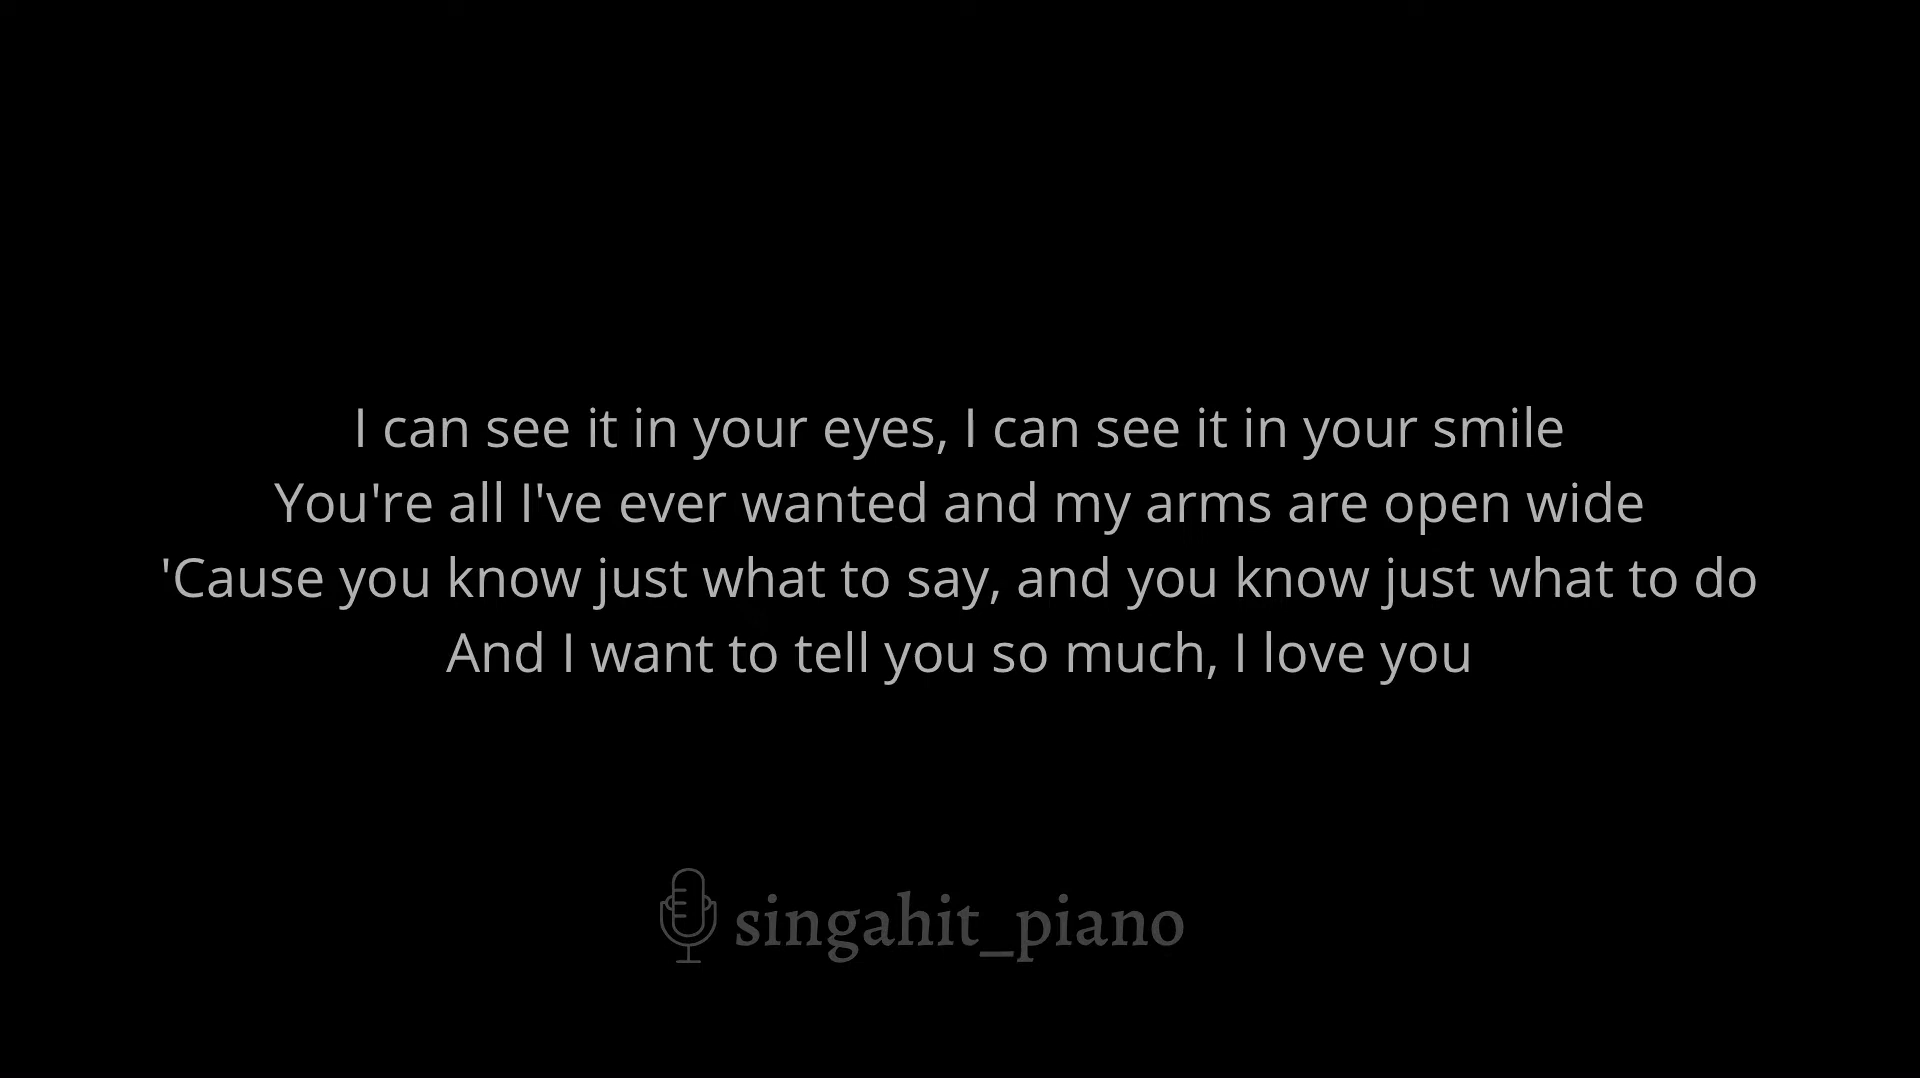 I can see it in your eyes, I can see it in your smile
You're all I've ever wanted and my arms are open wide
'Cause you know just what to say, and you know just what to do
And I want to tell you so much, I love you
singahit_piano